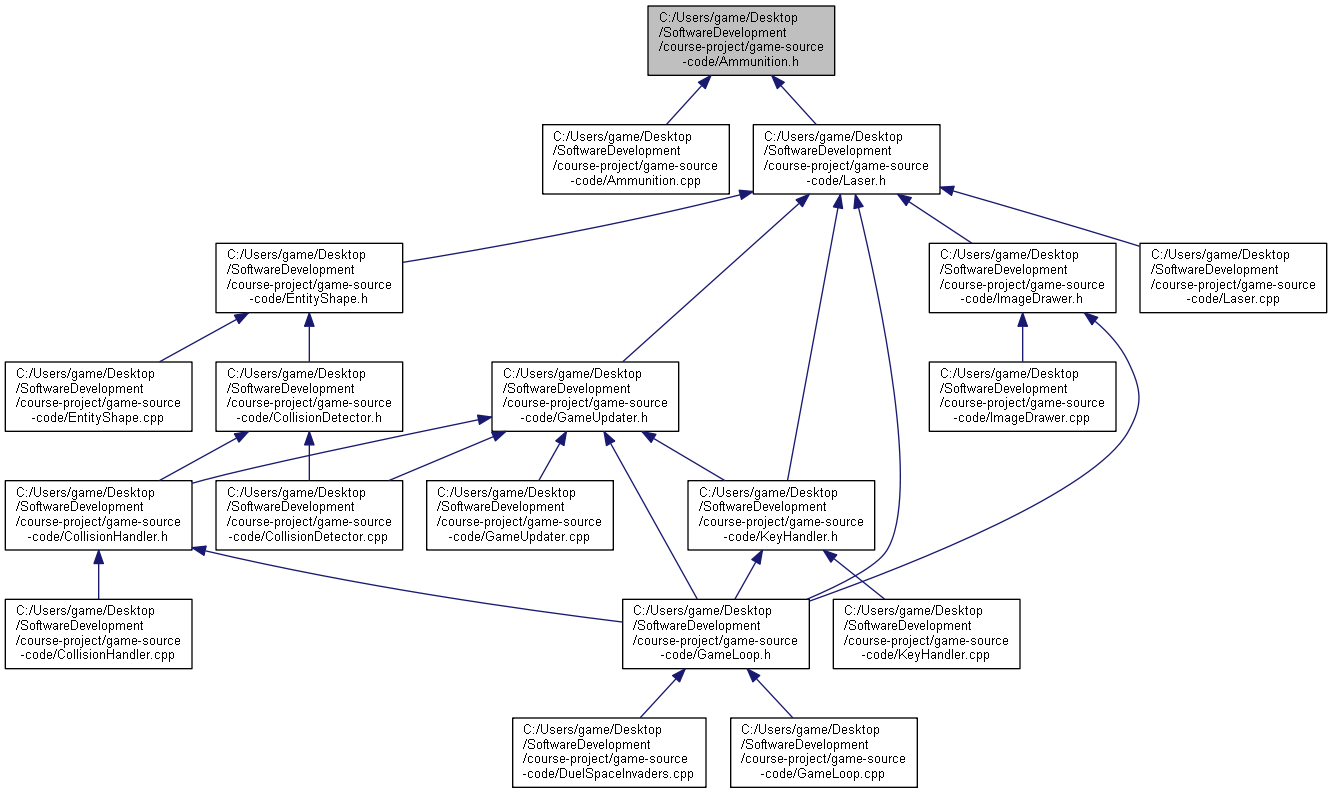 C:/Users/game/Desktop
/SoftwareDevelopment
/course-project/game-source
-code/Ammunition.h
C:/Users/game/Desktop
/SoftwareDevelopment
/course-project/game-source
-code/Ammunition.cpp
C:/Users/game/Desktop
/SoftwareDevelopment
/course-project/game-source
-code/Laser.h
C:/Users/game/Desktop
/SoftwareDevelopment
/course-project/game-source
-code/EntityShape.h
C:/Users/game/Desktop
/SoftwareDevelopment
/course-project/game-source
-code/ImageDrawer.h
C:/Users/game/Desktop
/SoftwareDevelopment
/course-project/game-source
-code/Laser.cpp
C:/Users/game/Desktop
/SoftwareDevelopment
/course-project/game-source
-code/EntityShape.cpp
C:/Users/game/Desktop
/SoftwareDevelopment
/course-project/game-source
-code/CollisionDetector.h
C:/Users/game/Desktop
/SoftwareDevelopment
/course-project/game-source
-code/GameUpdater.h
C:/Users/game/Desktop
/SoftwareDevelopment
/course-project/game-source
-code/ImageDrawer.cpp
C:/Users/game/Desktop
/SoftwareDevelopment
/course-project/game-source
-code/CollisionHandler.h
C:/Users/game/Desktop
/SoftwareDevelopment
/course-project/game-source
-code/CollisionDetector.cpp
C:/Users/game/Desktop
/SoftwareDevelopment
/course-project/game-source
-code/GameUpdater.cpp
C:/Users/game/Desktop
/SoftwareDevelopment
/course-project/game-source
-code/KeyHandler.h
C:/Users/game/Desktop
/SoftwareDevelopment
/course-project/game-source
-code/CollisionHandler.cpp
C:/Users/game/Desktop
/SoftwareDevelopment
/course-project/game-source
-code/GameLoop.h
C:/Users/game/Desktop
/SoftwareDevelopment
/course-project/game-source
-code/KeyHandler.cpp
C:/Users/game/Desktop
/SoftwareDevelopment
/course-project/game-source
-code/DuelSpaceInvaders.cpp
C:/Users/game/Desktop
/SoftwareDevelopment
/course-project/game-source
-code/GameLoop.cpp